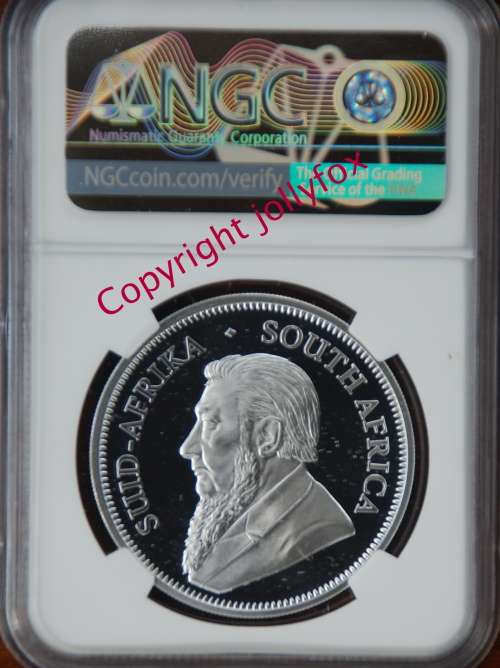 NGC
Numismatic Guaranty Corporation
NGCcoin.com/verify
The Official Grading
Service of the PNG
Copyright jollyfox
SUID-AFRIKA ◆ SOUTH AFRICA